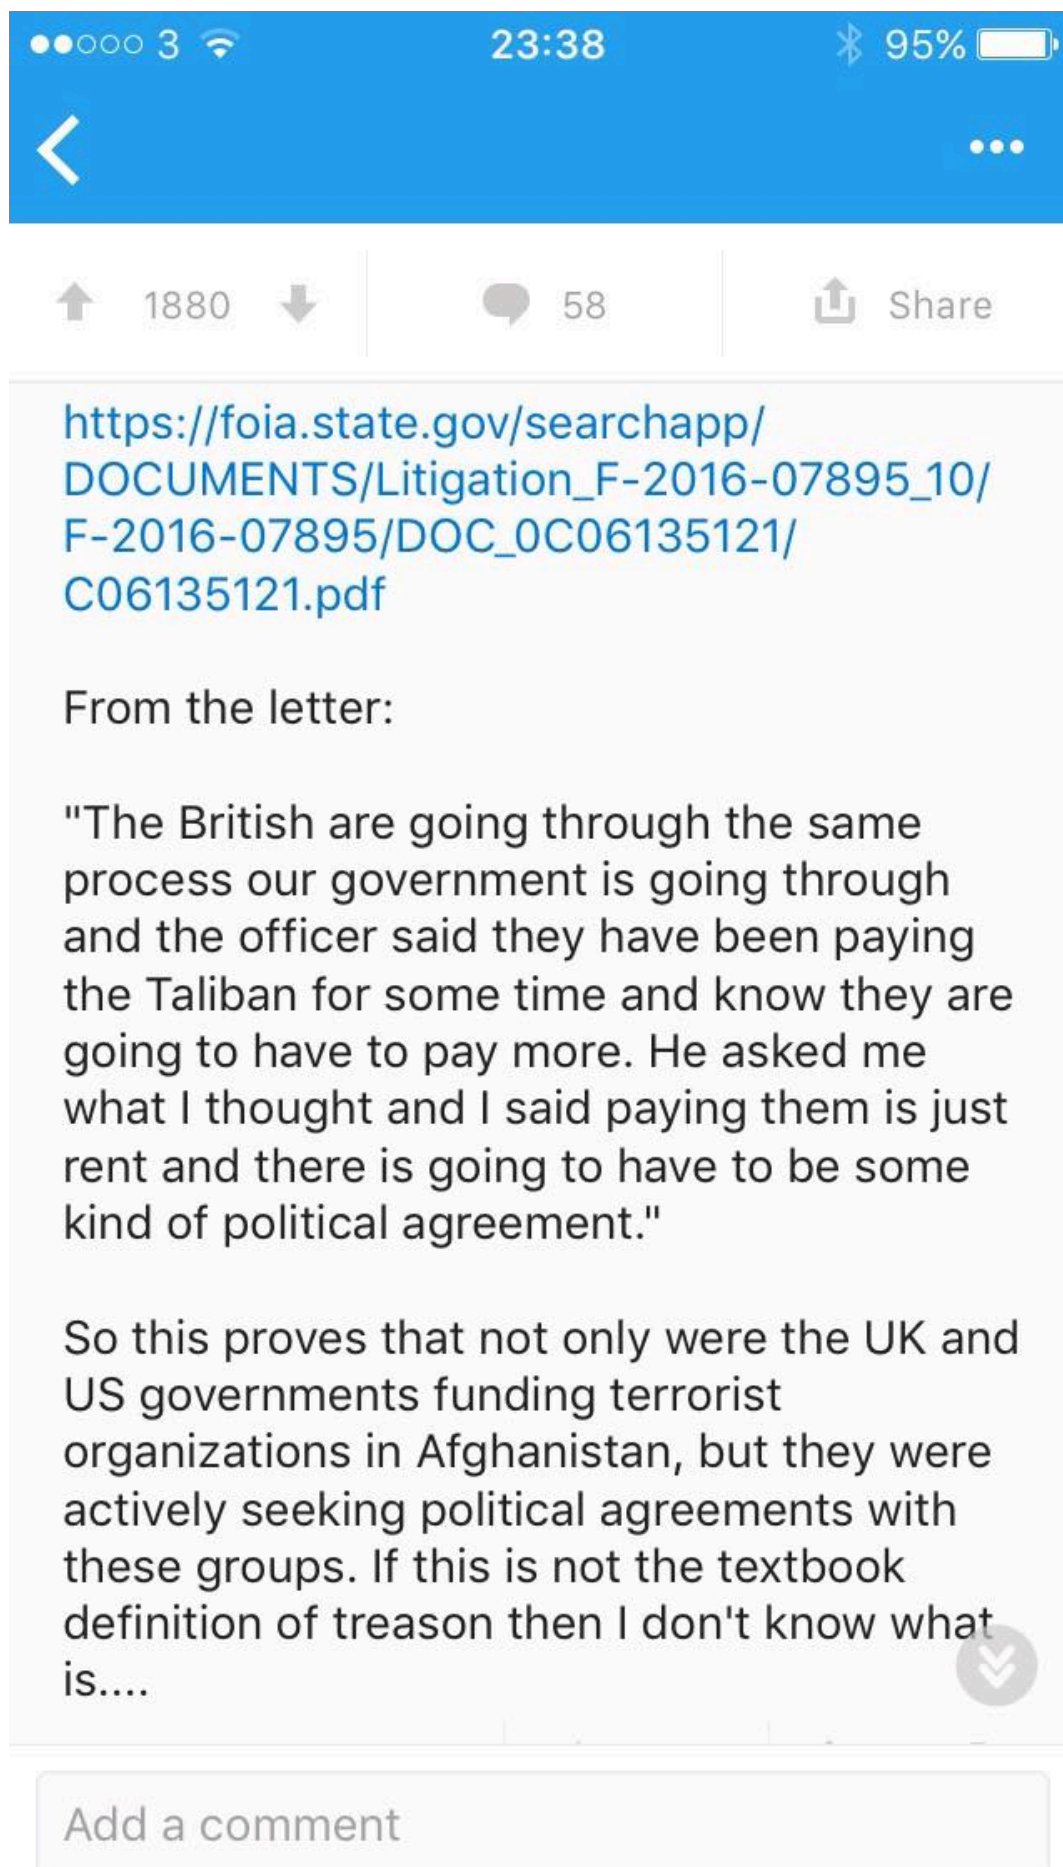 3
23:38
95%
1880
58
Share
https://foia.state.gov/searchapp/
DOCUMENTS/Litigation_F-2016-07895_10/
F-2016-07895/DOC_0C06135121/
C06135121.pdf
From the letter:
"The British are going through the same
process our government is going through
and the officer said they have been paying
the Taliban for some time and know they are
going to have to pay more. He asked me
what I thought and I said paying them is just
rent and there is going to have to be some
kind of political agreement."
So this proves that not only were the UK and
US governments funding terrorist
organizations in Afghanistan, but they were
actively seeking political agreements with
these groups. If this is not the textbook
definition of treason then I don't know what
is....
Add a comment